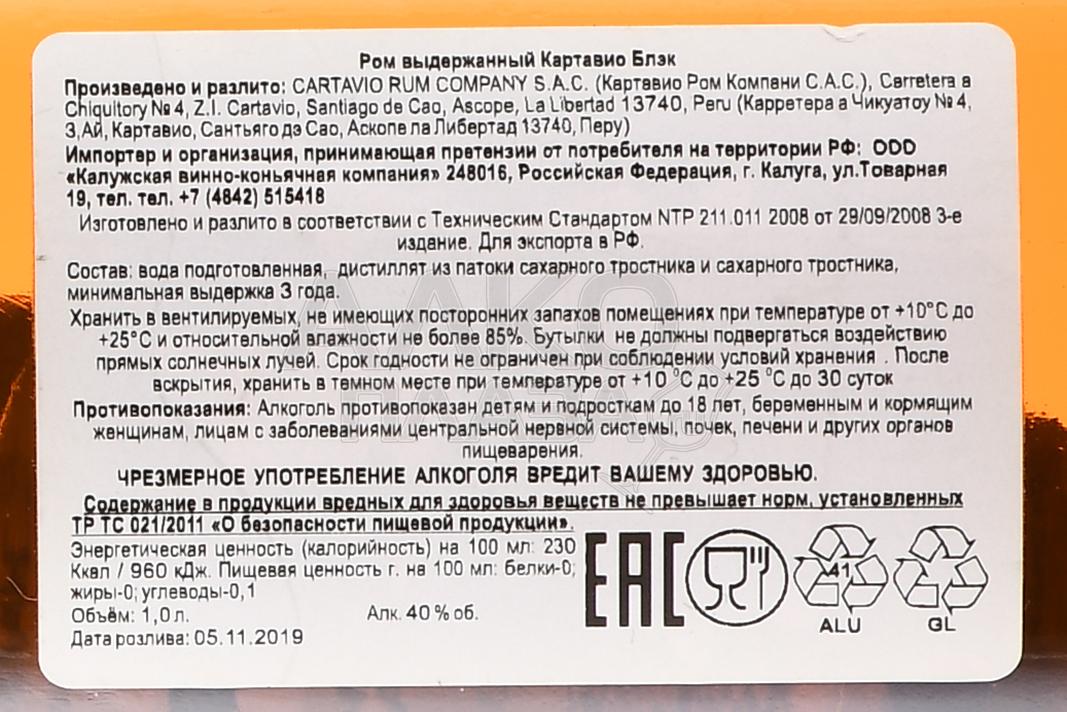 Ром выдержанный Картавио Блэк
Произведено и разлито: CARTAVIO RUM COMPANY S.A.C. (Картавио Ром Компани С.А.С.), Carretera a
Chiquitory № 4, Z.I. Cartavio, Santiago de Cao, Ascope, La Libertad 13740, Peru (Карретера а Чикуатоу № 4,
З,Ай, Картавио, Сантьяго дэ Сао, Аскопе ла Либертад 13740, Перу)
Импортер и организация, принимающая претензии от потребителя на территории РФ: ООО
«Калужская винно-коньячная компания» 248016, Российская Федерация, г. Калуга, ул.Товарная
19, тел. тел. +7 (4842) 515418
Изготовлено и разлито в соответствии с Техническим Стандартом NTP 211.011 2008 от 29/09/2008 3-е
издание. Для экспорта в РФ.
Состав: вода подготовленная, дистиллят из патоки сахарного тростника и сахарного тростника,
минимальная выдержка 3 года.
Хранить в вентилируемых, не имеющих посторонних запахов помещениях при температуре от +10°С до
+25°С и относительной влажности не более 85%. Бутылки не должны подвергаться воздействию
прямых солнечных лучей. Срок годности не ограничен при соблюдении условий хранения . После
вскрытия, хранить в темном месте при температуре от +10 °С до +25 °С до 30 суток
Противопоказания: Алкоголь противопоказан детям и подросткам до 18 лет, беременным и кормящим
женщинам, лицам с заболеваниями центральной нервной системы, почек, печени и других органов
пищеварения.
ЧРЕЗМЕРНОЕ УПОТРЕБЛЕНИЕ АЛКОГОЛЯ ВРЕДИТ ВАШЕМУ ЗДОРОВЬЮ.
Содержание в продукции вредных для здоровья веществ не превышает норм, установленных
ТР ТС 021/2011 «О безопасности пищевой продукции».
Энергетическая ценность (калорийность) на 100 мл: 230
Ккал / 960 кДж. Пищевая ценность г. на 100 мл: белки-0;
жиры-0; углеводы-0,1
Объём: 1,0 л. Алк. 40 % об.
Дата розлива: 05.11.2019
EAC
41
ALU
GL